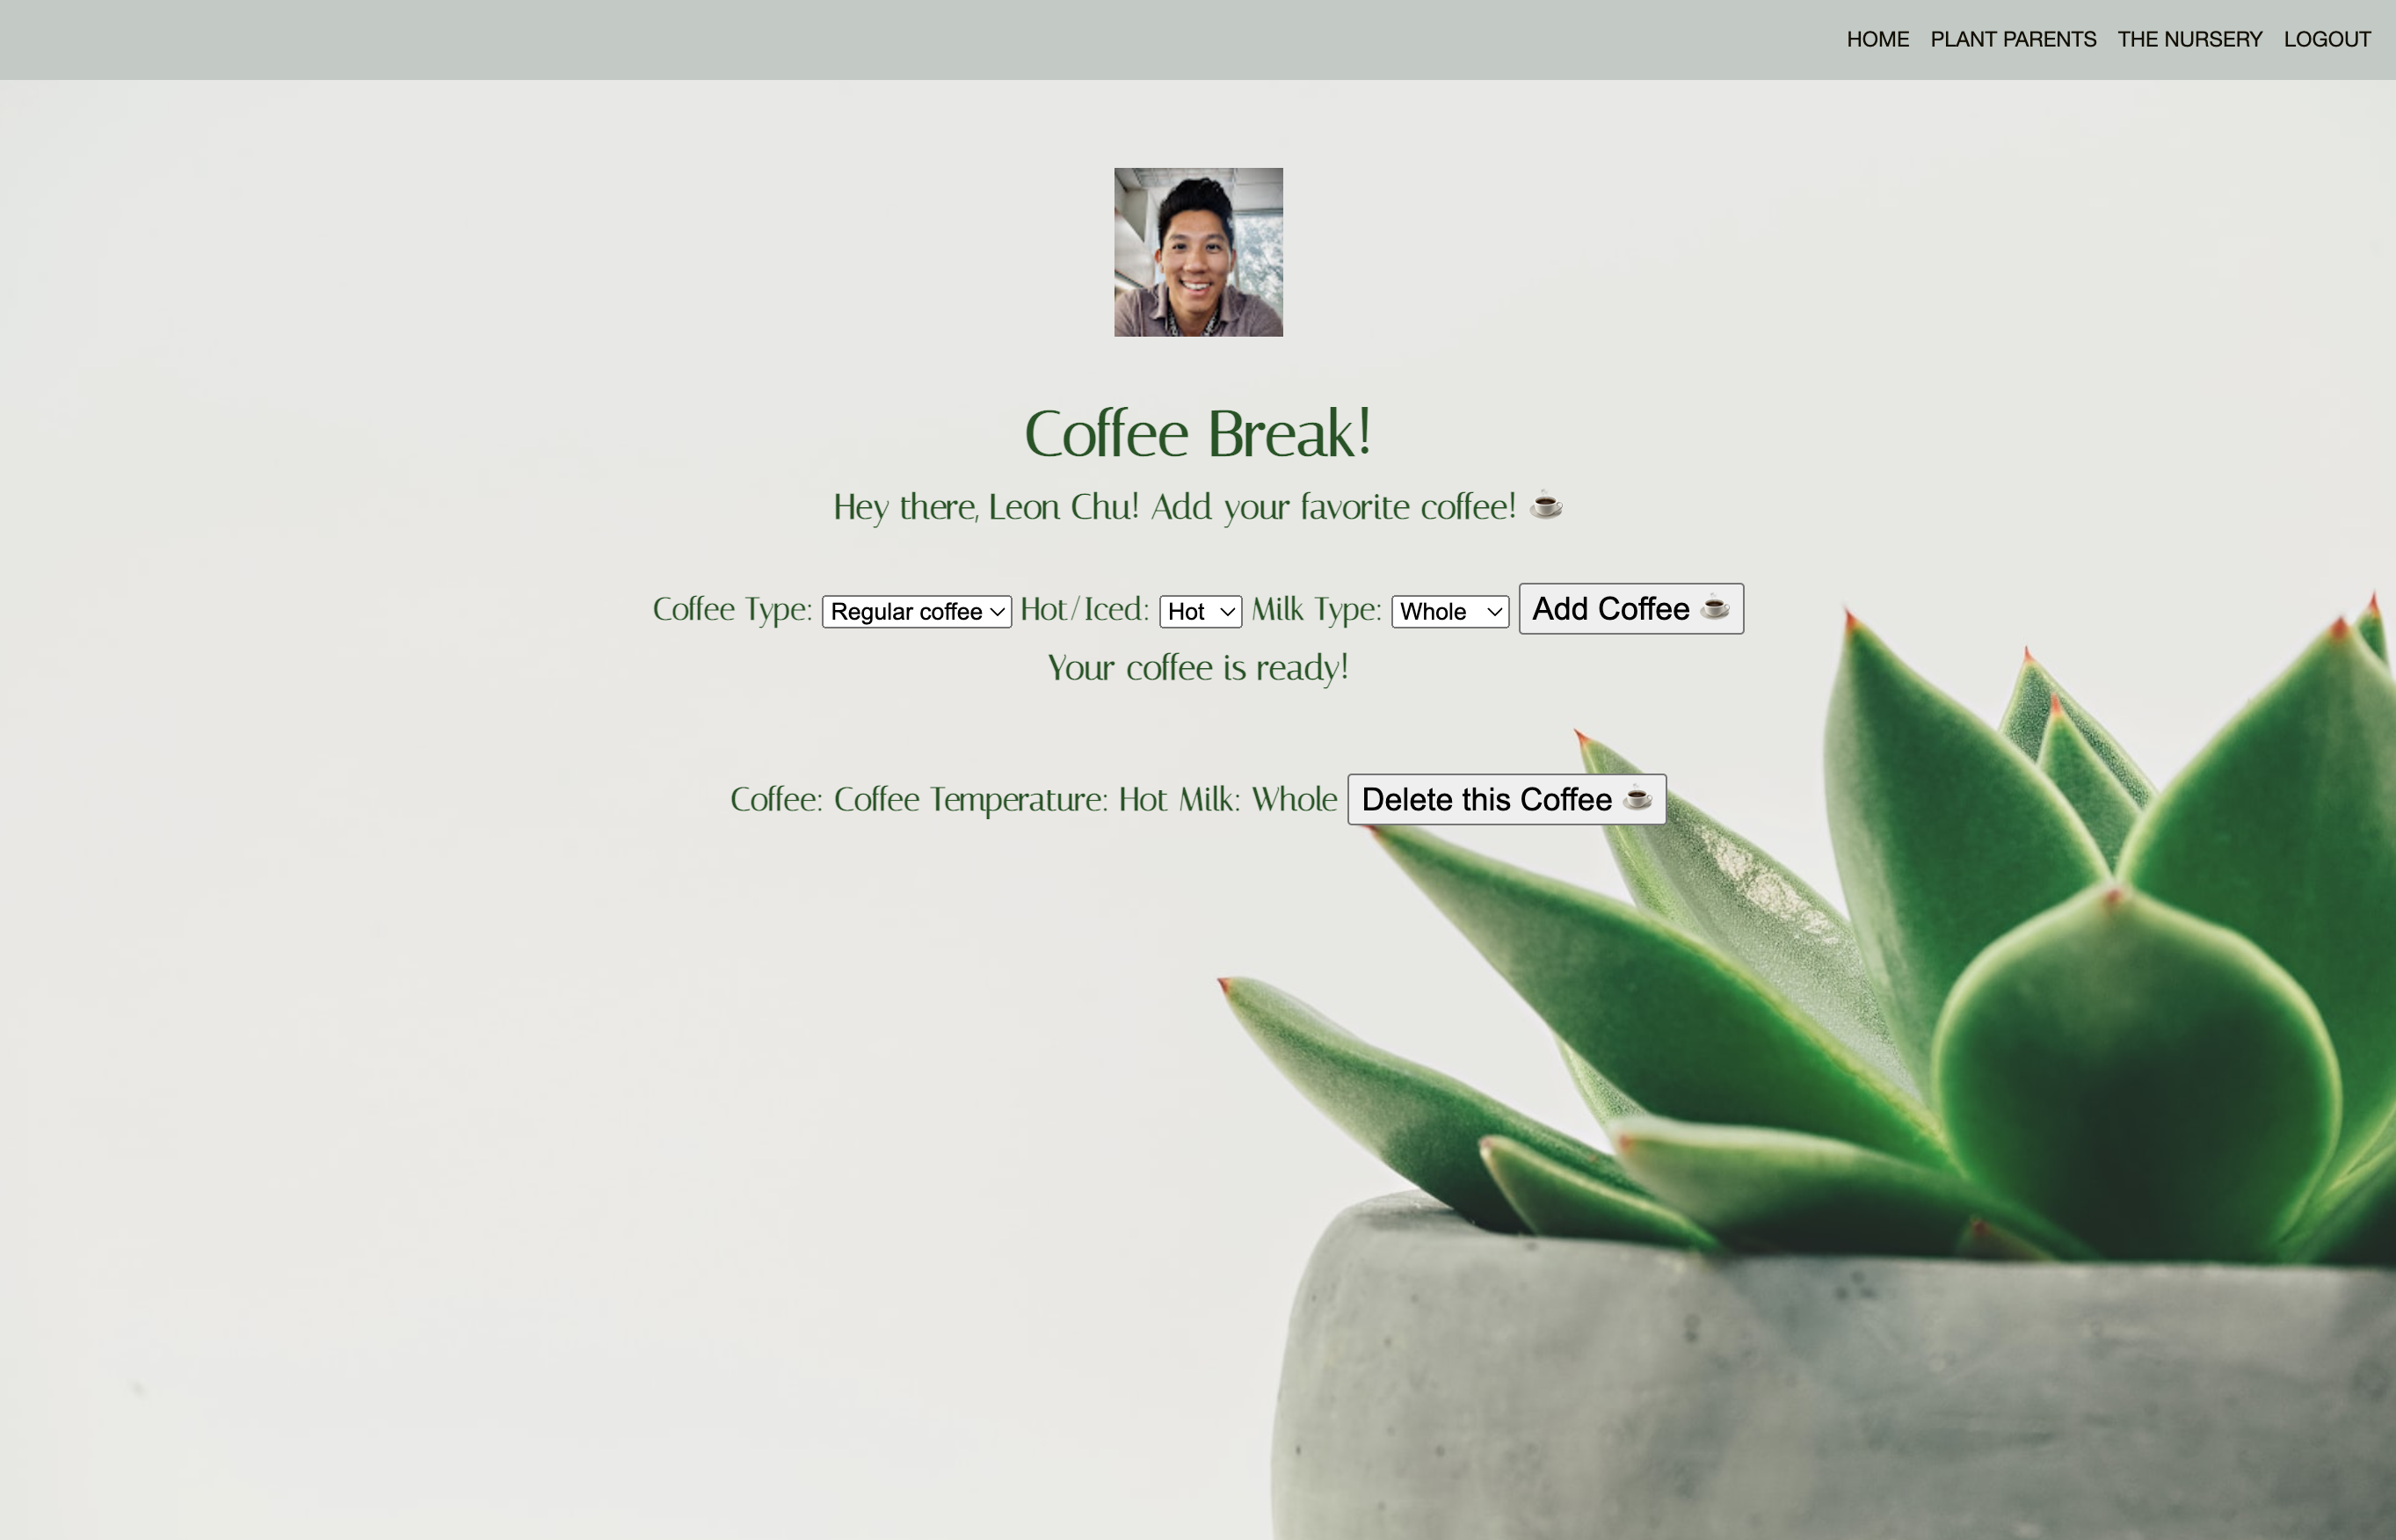 HOME PLANT PARENTS THE NURSERY LOGOUT
Coffee Break!
Hey there, Leon Chu! Add your favorite coffee! ☕
Coffee Type: Regular coffee Hot/Iced: Hot Milk Type: Whole Add Coffee ☕
Your coffee is ready!
Coffee: Coffee Temperature: Hot Milk: Whole Delete this Coffee ☕